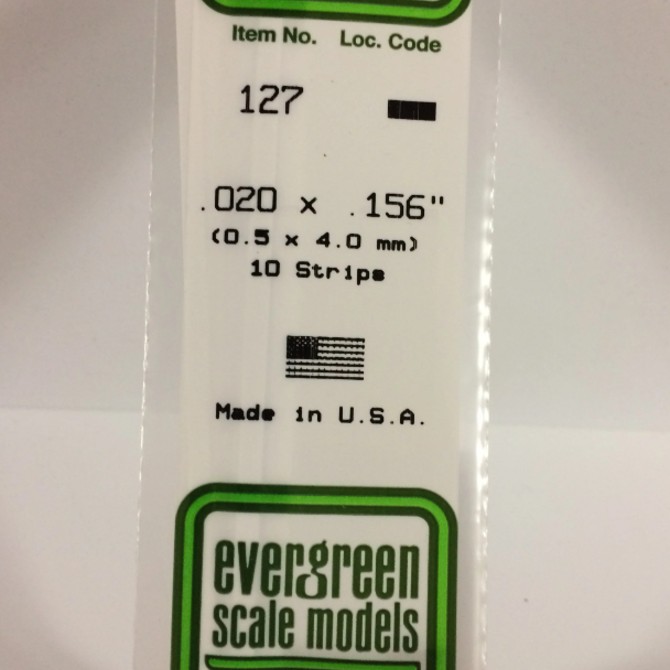 Item No. Loc. Code
127
.020 x .156"
(0.5 x 4.0 mm)
10 Strips
Made in U.S.A.
evergreen
scale models